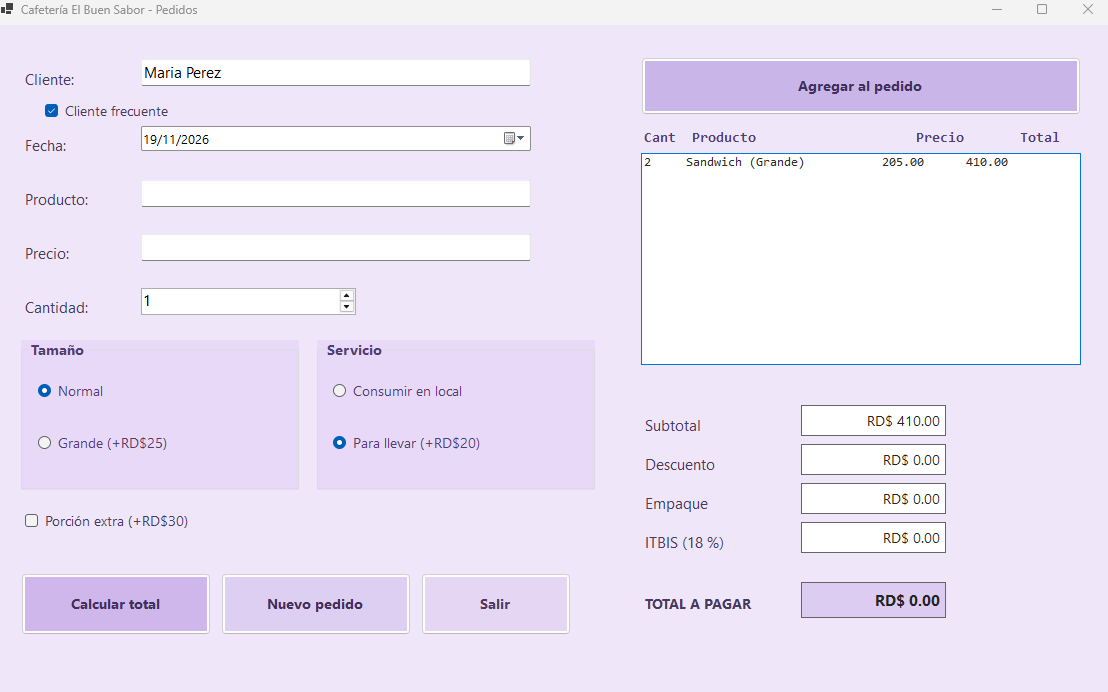 Cafetería El Buen Sabor - Pedidos
Cliente: Maria Perez
Cliente frecuente
Fecha: 19/11/2026
Producto:
Precio:
Cantidad: 1
Tamaño
Normal
Grande (+RD$25)
Servicio
Consumir en local
Para llevar (+RD$20)
Porción extra (+RD$30)
Calcular total
Nuevo pedido
Salir
Agregar al pedido
Cant Producto Precio Total
2 Sandwich (Grande) 205.00 410.00
Subtotal RD$ 410.00
Descuento RD$ 0.00
Empaque RD$ 0.00
ITBIS (18 %) RD$ 0.00
TOTAL A PAGAR RD$ 0.00